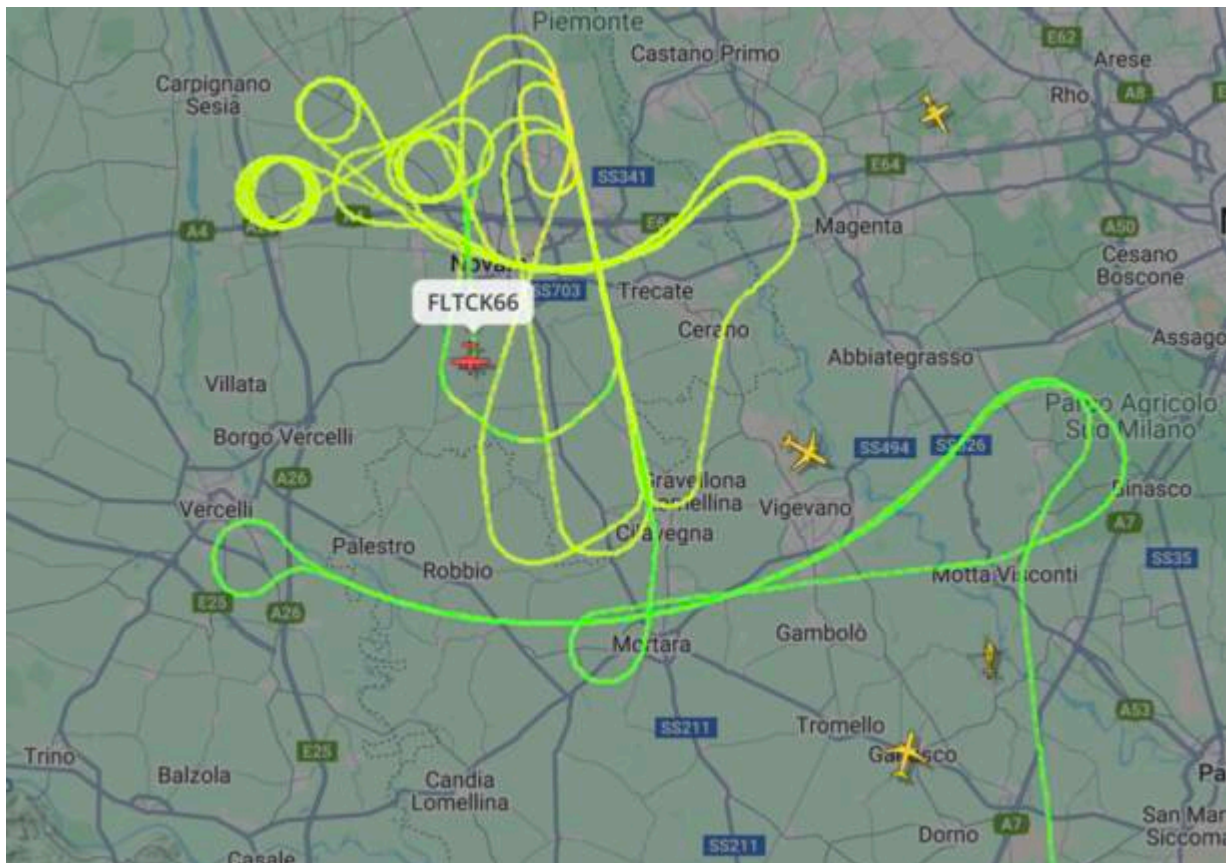 Piemonte
E62
Castano Primo
Arese
Carpignano
Sesia
Rho
A8
SS341
E64
A4
Magenta
A50
Cesano
Boscone
SS703
Trecate
FLTCK66
Cerano
Assago
Abbiategrasso
Villata
Parco Agricolo
Sud Milano
Borgo Vercelli
SS494
A26
Gravellona
Lomellina
Binasco
Vercelli
Vigevano
A7
Cilavegna
Palestro
Robbio
SS35
Motta Visconti
E25
A26
Mortara
Gambolò
SS211
Tromello
A53
Trino
E25
Balzola
Candia
Lomellina
Dorno
A7
SS211
Casale